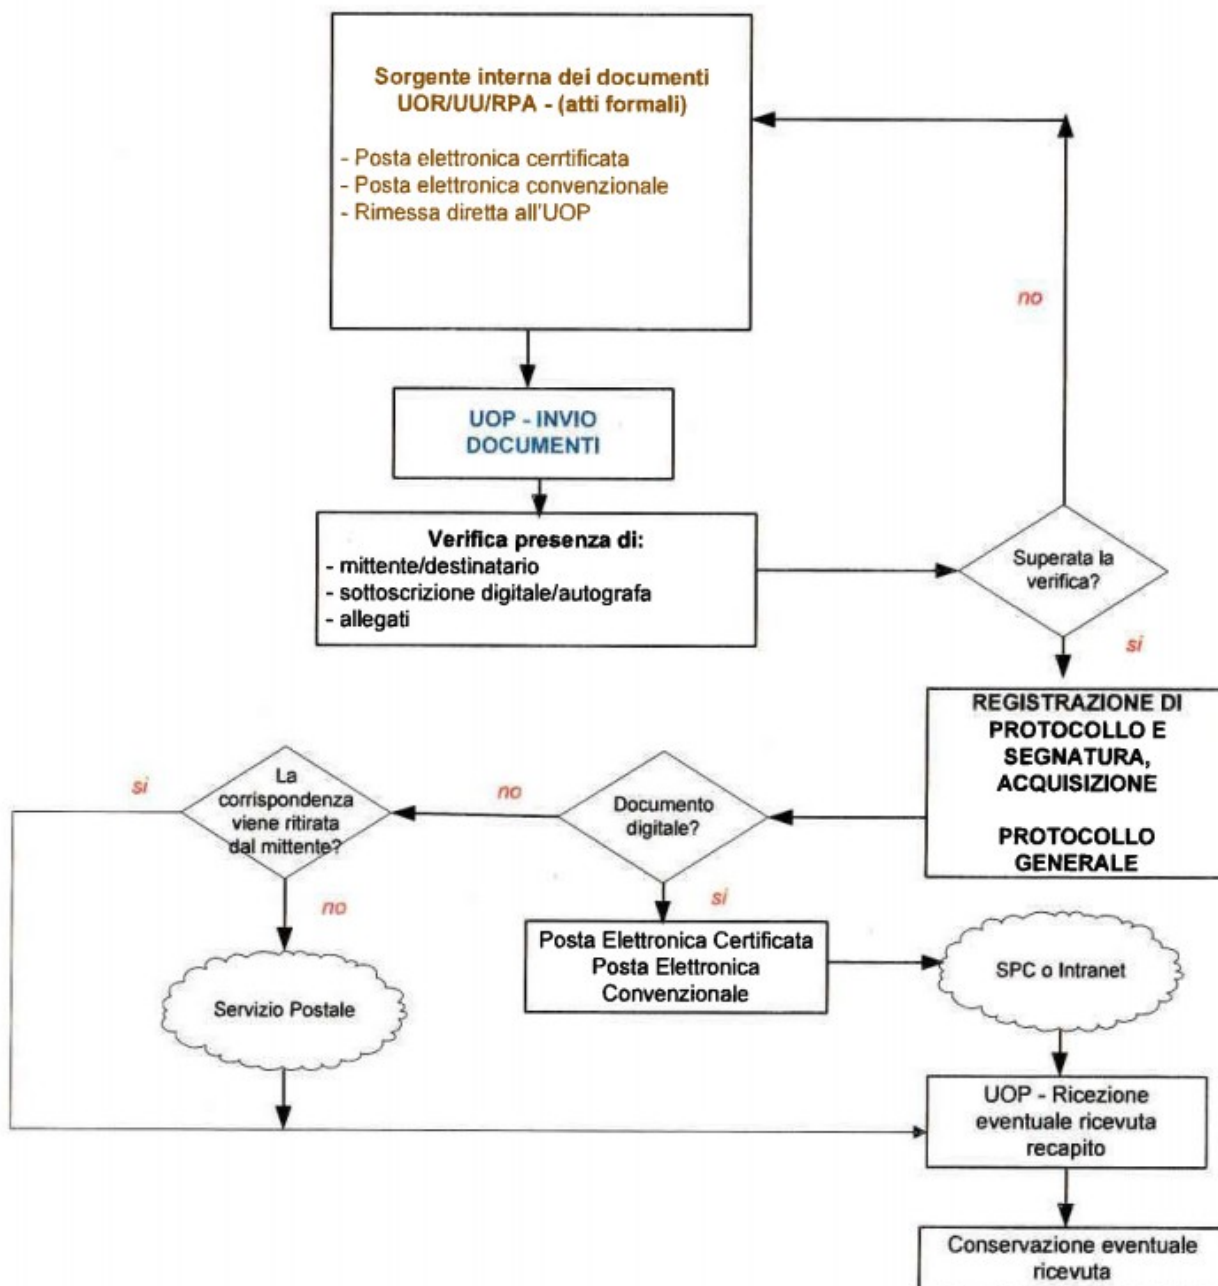 Sorgente interna dei documenti
UOR/UU/RPA - (atti formali)
- Posta elettronica cerrtificata
- Posta elettronica convenzionale
- Rimessa diretta all'UOP
no
UOP - INVIO
DOCUMENTI
Verifica presenza di:
- mittente/destinatario
- sottoscrizione digitale/autografa
- allegati
Superata la
verifica?
si
REGISTRAZIONE DI
PROTOCOLLO E
SEGNATURA,
ACQUISIZIONE
PROTOCOLLO
GENERALE
Documento
digitale?
no
La
corrispondenza
viene ritirata
dal mittente?
si
no
si
Posta Elettronica Certificata
Posta Elettronica
Convenzionale
SPC o Intranet
Servizio Postale
UOP - Ricezione
eventuale ricevuta
recapito
Conservazione eventuale
ricevuta